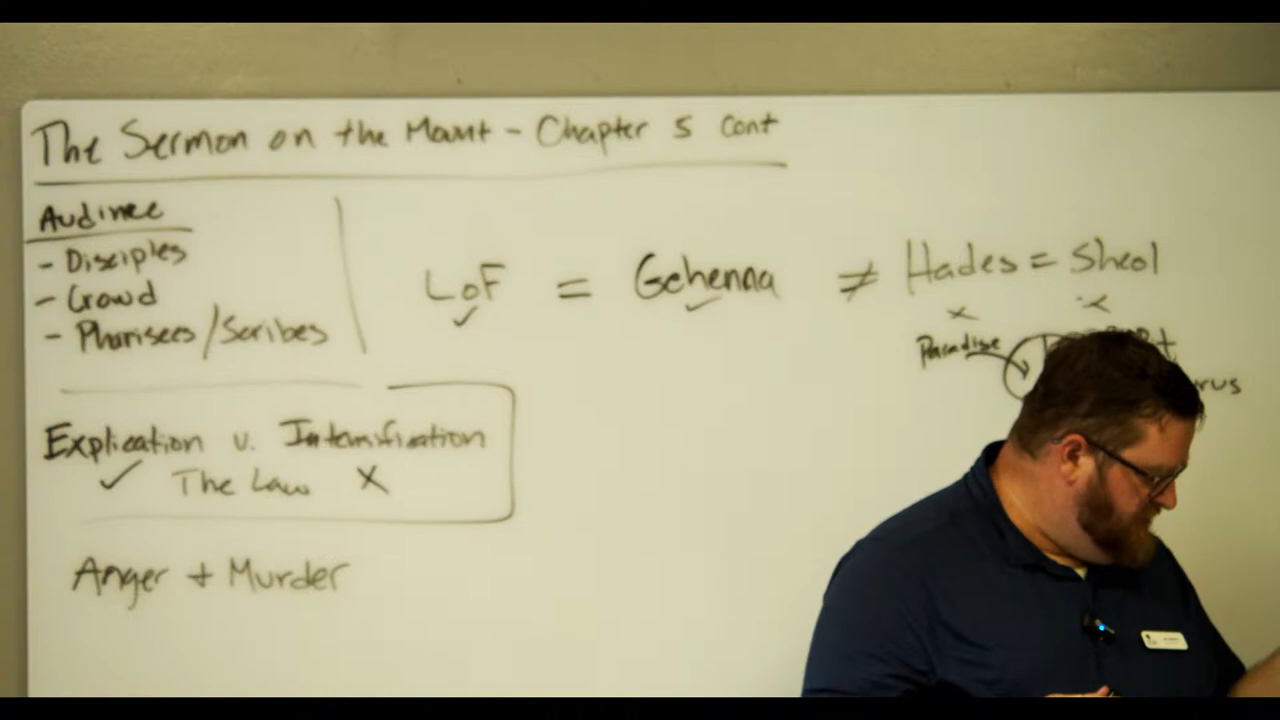 The Sermon on the Mount - Chapter 5 cont
Audinee
- Disciples
- Crowd
- Pharisees/Scribes
LoF = Gehenna ≠ Hades = Sheol
✓ ✓ x x
Paradise
Explication v. Intensification
✓ The Law X
Anger + Murder